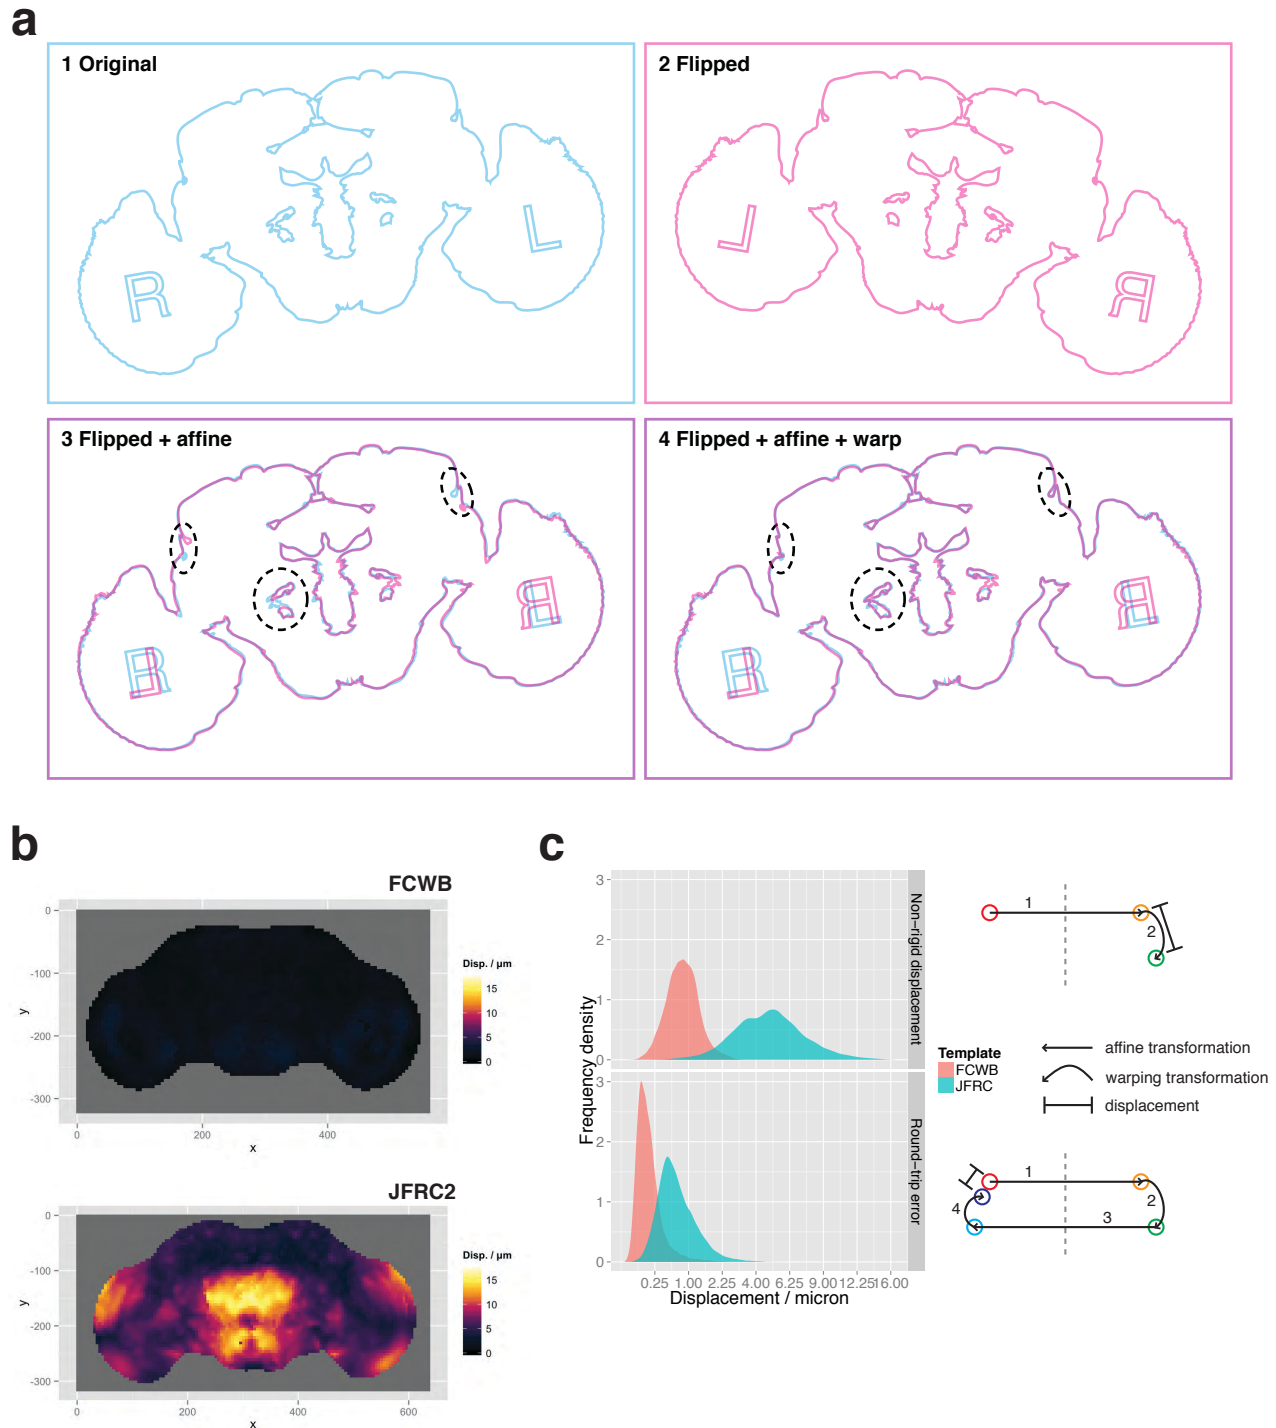 a
1 Original
2 Flipped
R
L
L
R
3 Flipped + affine
4 Flipped + affine + warp
R
L
R
L
R
L
R
L
b
FCWB
0
-100
-200
-300
y
0
200
400
x
Disp. / µm
15
10
5
0
JFRC2
0
-100
-200
-300
y
0
200
400
600
x
Disp. / µm
15
10
5
0
c
Frequency density
3
2
1
0
Non-rigid displacement
3
2
1
0
Round-trip error
0.25
1.00
2.25
4.00
6.25
9.00
12.25
16.00
Displacement / micron
Template
FCWB
JFRC
1
2
affine transformation
warping transformation
displacement
1
2
3
4